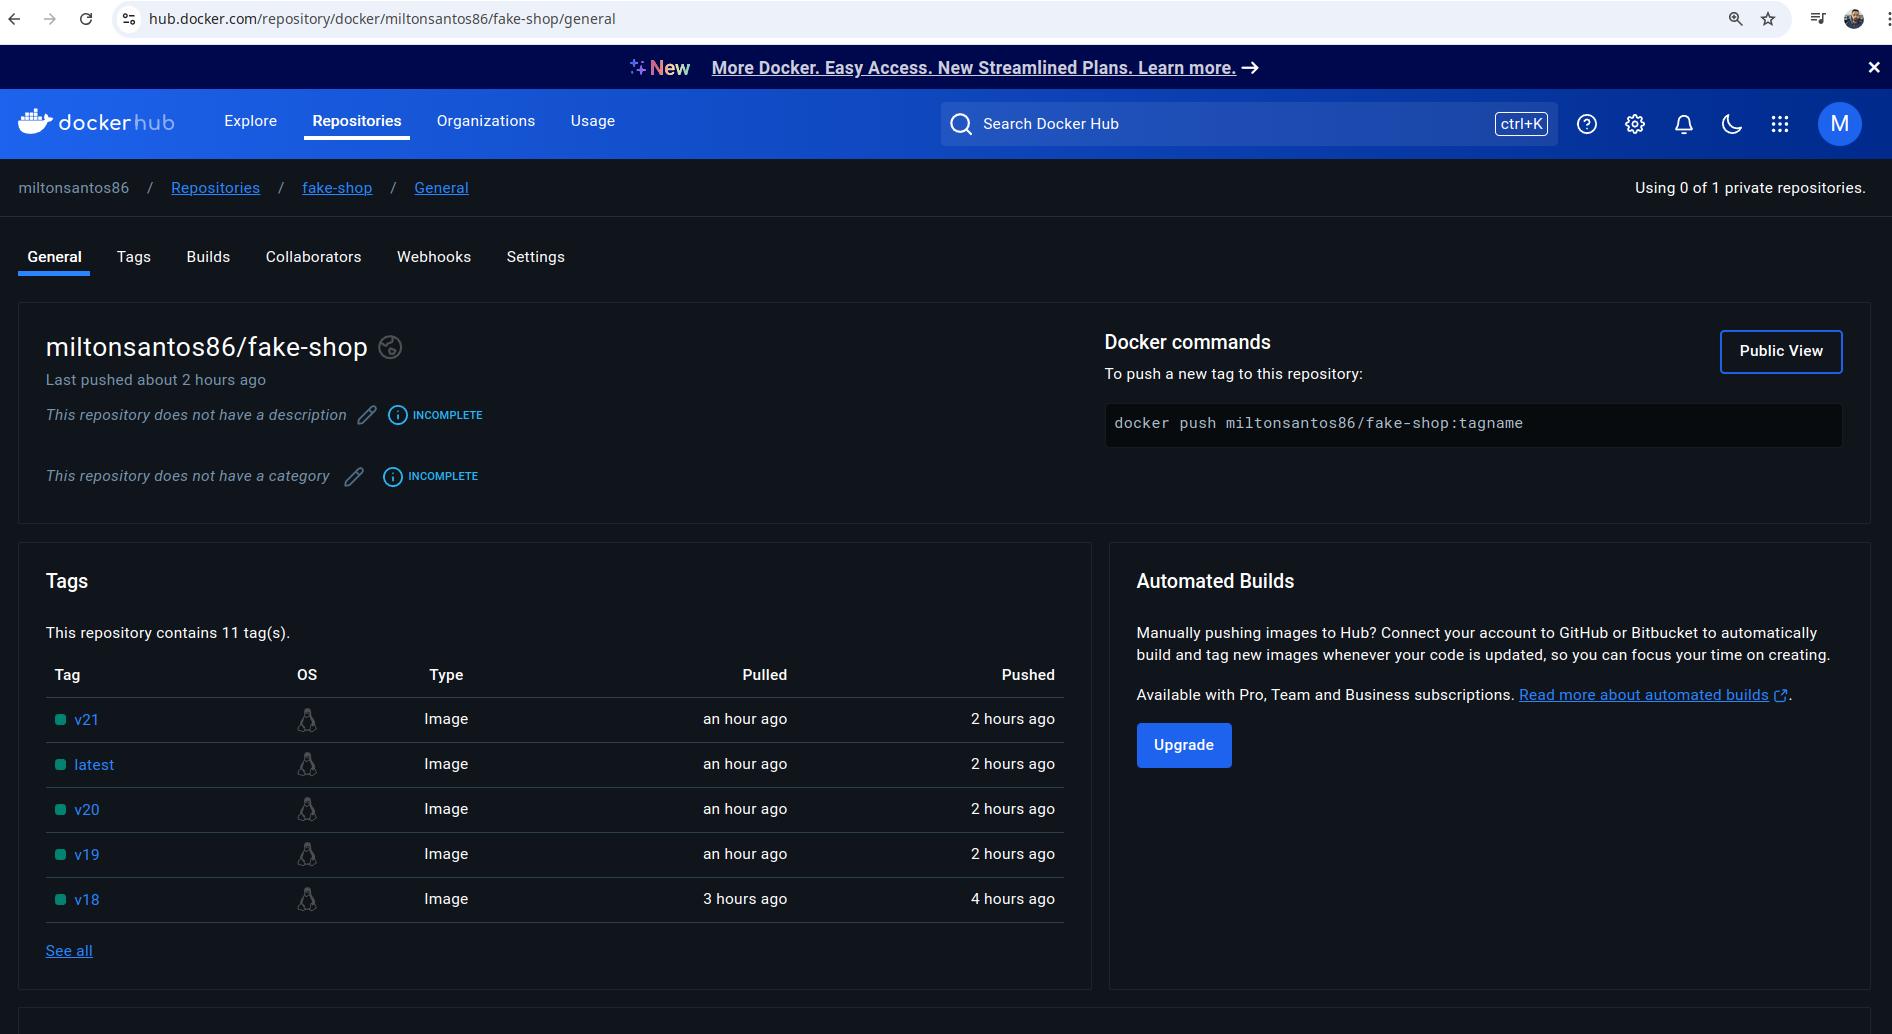 hub.docker.com/repository/docker/miltonsantos86/fake-shop/general
New More Docker. Easy Access. New Streamlined Plans. Learn more.
dockerhub Explore Repositories Organizations Usage Search Docker Hub ctrl+K M
miltonsantos86 / Repositories / fake-shop / General Using 0 of 1 private repositories.
General Tags Builds Collaborators Webhooks Settings
miltonsantos86/fake-shop
Last pushed about 2 hours ago
This repository does not have a description INCOMPLETE
This repository does not have a category INCOMPLETE
Docker commands
Public View
To push a new tag to this repository:
docker push miltonsantos86/fake-shop:tagname
Tags
This repository contains 11 tag(s).
Tag OS Type Pulled Pushed
v21 Image an hour ago 2 hours ago
latest Image an hour ago 2 hours ago
v20 Image an hour ago 2 hours ago
v19 Image an hour ago 2 hours ago
v18 Image 3 hours ago 4 hours ago
See all
Automated Builds
Manually pushing images to Hub? Connect your account to GitHub or Bitbucket to automatically
build and tag new images whenever your code is updated, so you can focus your time on creating.
Available with Pro, Team and Business subscriptions. Read more about automated builds.
Upgrade